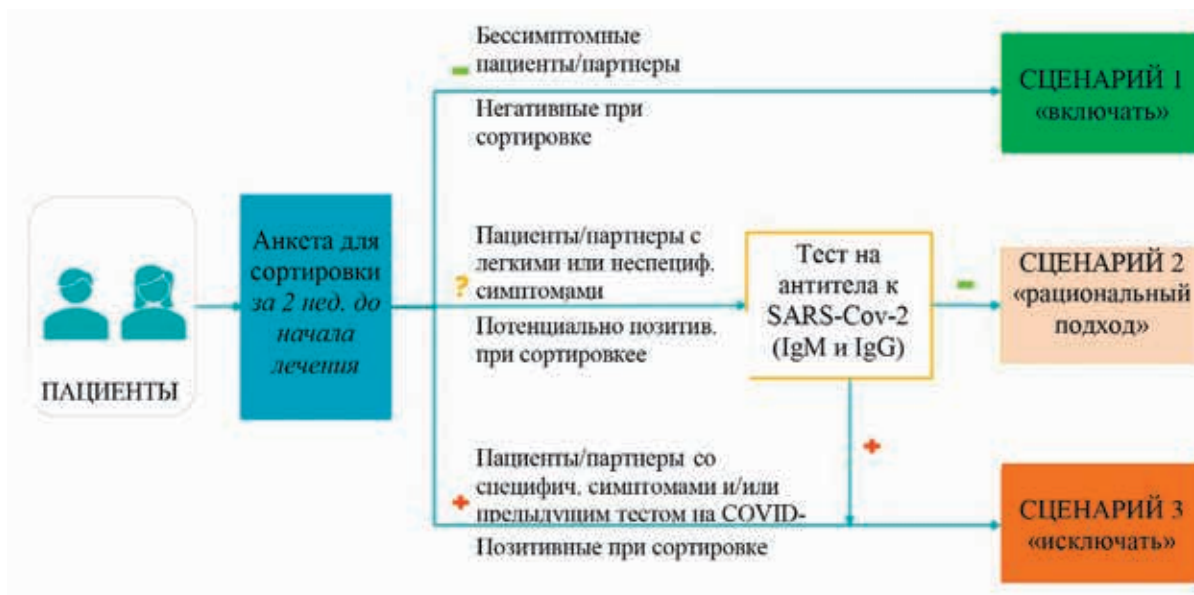 Бессимптомные
пациенты/партнеры
Негативные при
сортировке
СЦЕНАРИЙ 1
«включать»
ПАЦИЕНТЫ
Анкета для
сортировки
за 2 нед. до
начала
лечения
?
Пациенты/партнеры с
легкими или неспециф.
симптомами
Потенциально позитив.
при сортировкее
Тест на
антитела к
SARS-Cov-2
(IgM и IgG)
СЦЕНАРИЙ 2
«рациональный
подход»
Пациенты/партнеры со
специфич. симптомами и/или
предыдущим тестом на COVID-
Позитивные при сортировке
СЦЕНАРИЙ 3
«исключать»